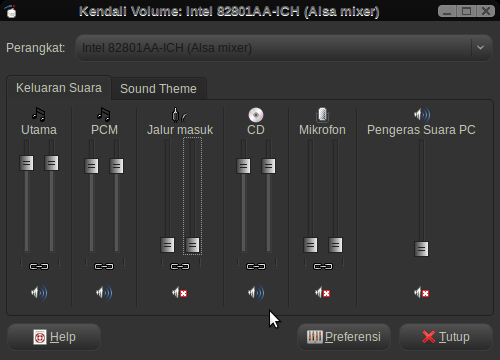 Kendali Volume: Intel 82801AA-ICH (Alsa mixer)
Perangkat: Intel 82801AA-ICH (Alsa mixer)
Keluaran Suara Sound Theme
Utama PCM Jalur masuk CD Mikrofon Pengeras Suara PC
Help Preferensi Tutup